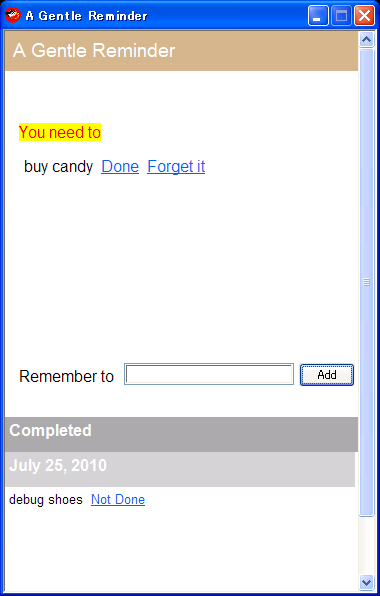 A Gentle Reminder
A Gentle Reminder
You need to
buy candy Done Forget it
Remember to Add
Completed
July 25, 2010
debug shoes Not Done